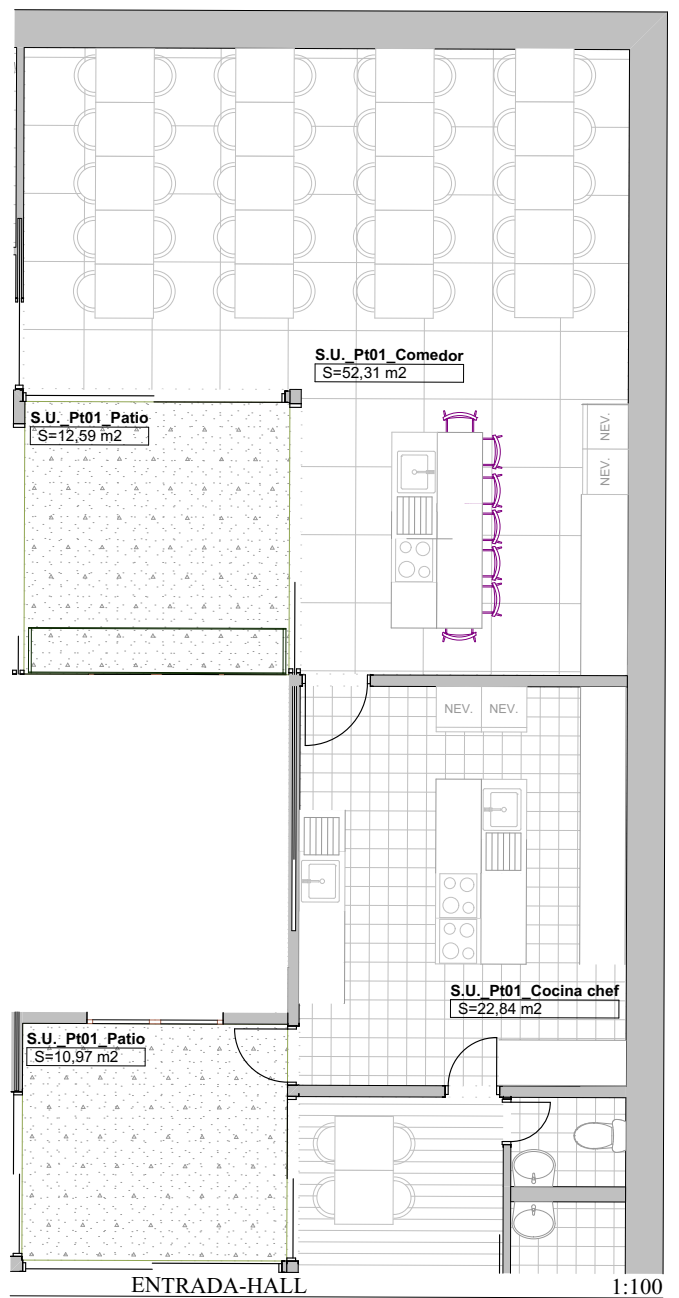 S.U._Pt01_Comedor
S=52,31 m2
S.U._Pt01_Patio
S=12,59 m2
NEV.
NEV.
NEV.
NEV.
S.U._Pt01_Cocina chef
S=22,84 m2
S.U._Pt01_Patio
S=10,97 m2
ENTRADA-HALL
1:100